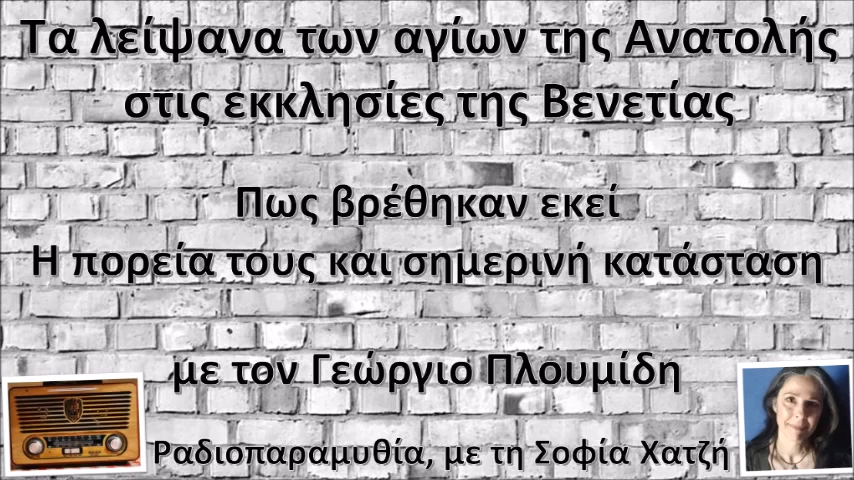 Τα λείψανα των αγίων της Ανατολής
στις εκκλησίες της Βενετίας
Πως βρέθηκαν εκεί
Η πορεία τους και σημερινή κατάσταση
με τον Γεώργιο Πλουμίδη
Ραδιοπαραμυθία, με τη Σοφία Χατζή